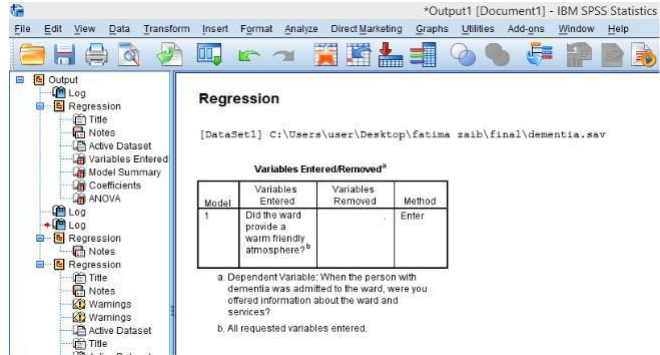 *Output1 [Document1] - IBM SPSS Statistics
File Edit View Data Transform Insert Format Analyze Direct Marketing Graphs Utilities Add-ons Window Help
Output
Log
Regression
Title
Notes
Active Dataset
Variables Entered
Model Summary
Coefficients
ANOVA
Log
Log
Regression
Notes
Regression
Title
Notes
Warnings
Warnings
Active Dataset
Title
Regression
[DataSet1] C:\Users\user\Desktop\fatima zaib\final\dementia.sav
Variables Entered/Removedᵃ
Model Variables Entered Variables Removed Method
1 Did the ward provide a warm friendly atmosphere?ᵇ . Enter
a. Dependent Variable: When the person with
dementia was admitted to the ward, were you
offered information about the ward and
services?
b. All requested variables entered.